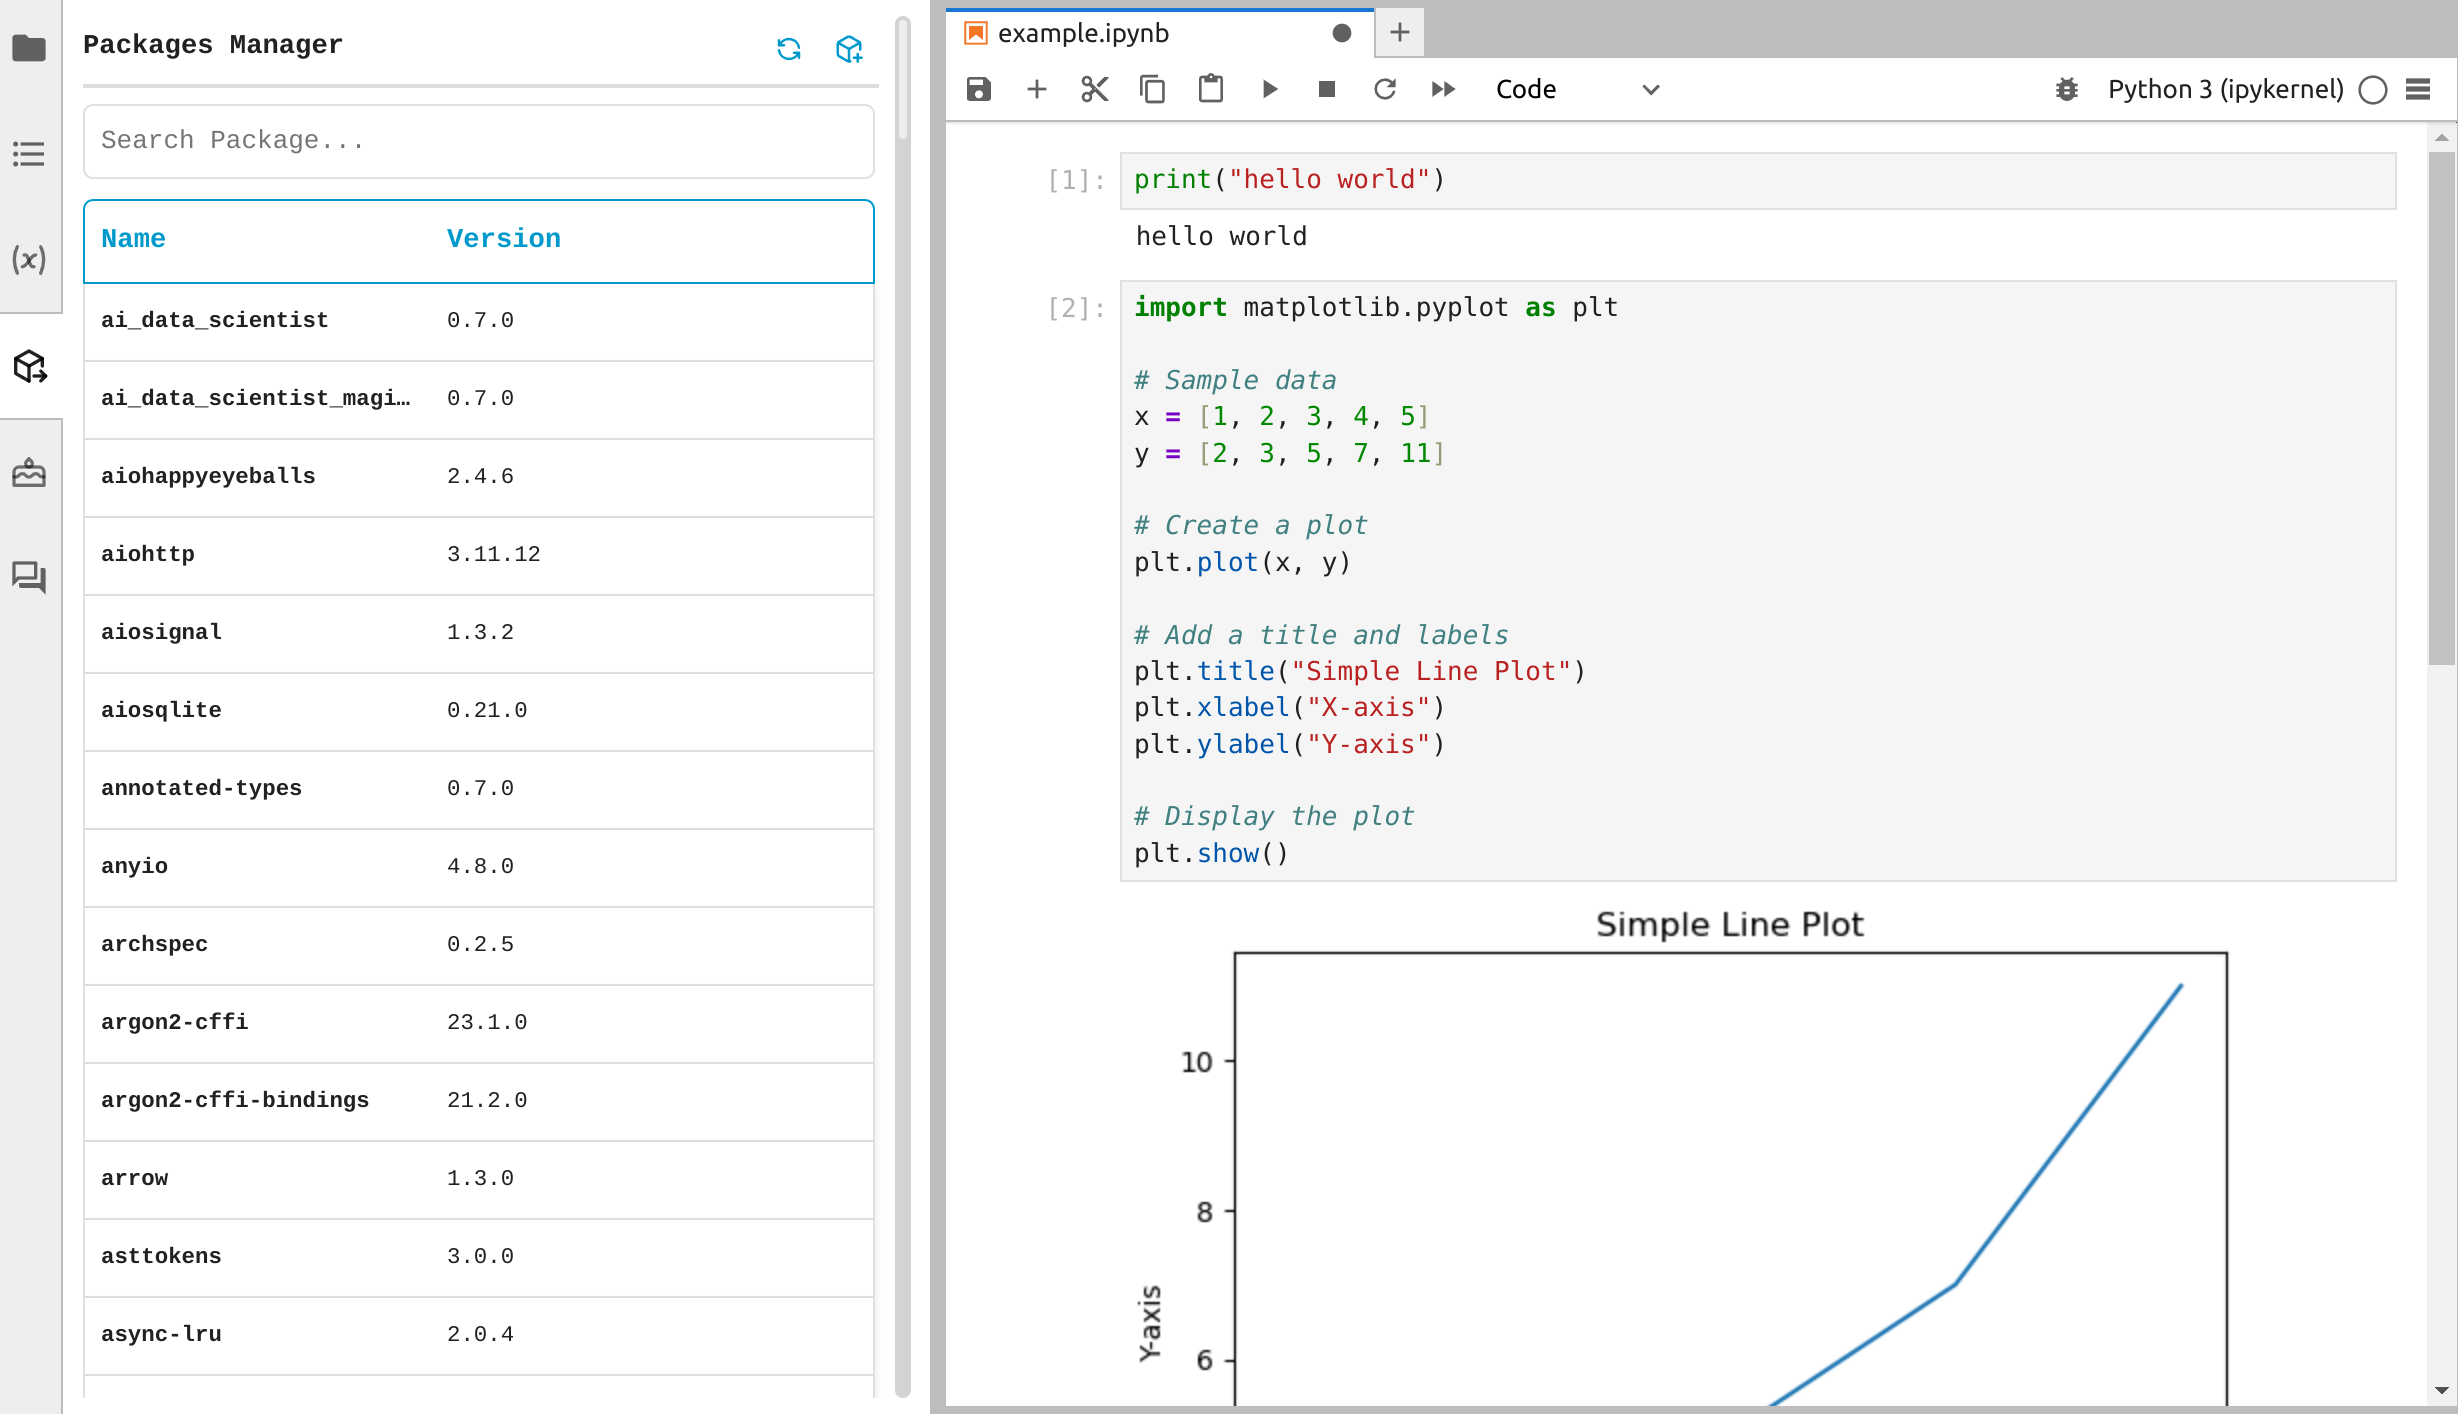 Packages Manager
Search Package...
Name Version
ai_data_scientist 0.7.0
ai_data_scientist_magi… 0.7.0
aiohappyeyeballs 2.4.6
aiohttp 3.11.12
aiosignal 1.3.2
aiosqlite 0.21.0
annotated-types 0.7.0
anyio 4.8.0
archspec 0.2.5
argon2-cffi 23.1.0
argon2-cffi-bindings 21.2.0
arrow 1.3.0
asttokens 3.0.0
async-lru 2.0.4
example.ipynb
Code
Python 3 (ipykernel)
[1]: print("hello world")
hello world
[2]: import matplotlib.pyplot as plt
# Sample data
x = [1, 2, 3, 4, 5]
y = [2, 3, 5, 7, 11]
# Create a plot
plt.plot(x, y)
# Add a title and labels
plt.title("Simple Line Plot")
plt.xlabel("X-axis")
plt.ylabel("Y-axis")
# Display the plot
plt.show()
Simple Line Plot
10
8
6
Y-axis